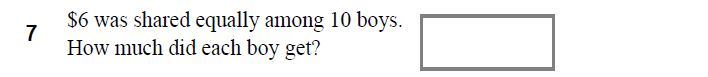 7 $6 was shared equally among 10 boys.
How much did each boy get?